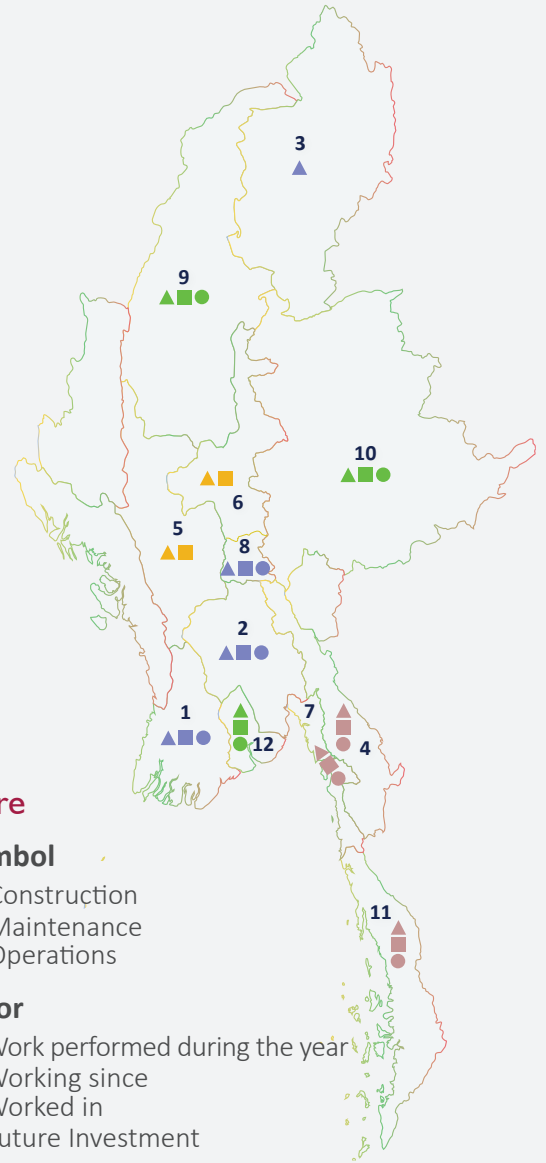 3
9
10
6
5
8
2
7
1
12
4
re
mbol
Construction
Maintenance
Operations
11
or
Work performed during the year
Working since
Worked in
uture Investment